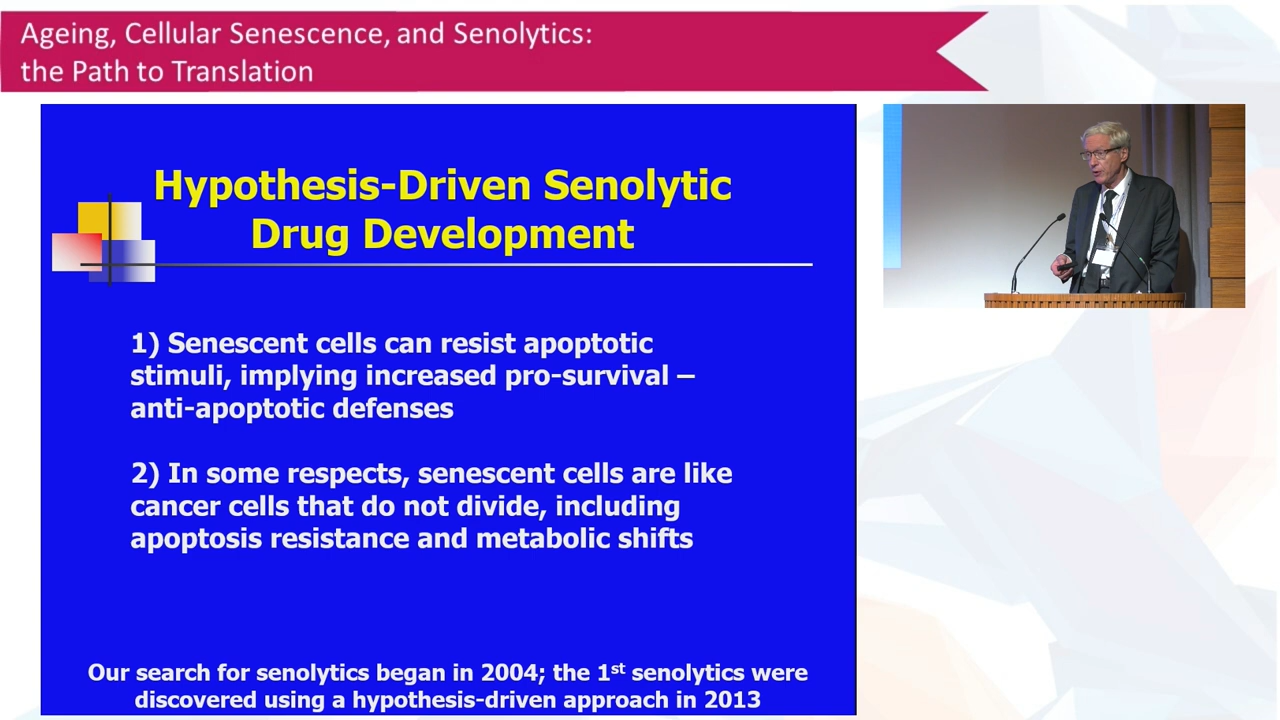 Ageing, Cellular Senescence, and Senolytics:
the Path to Translation
Hypothesis-Driven Senolytic
Drug Development
1) Senescent cells can resist apoptotic
stimuli, implying increased pro-survival –
anti-apoptotic defenses
2) In some respects, senescent cells are like
cancer cells that do not divide, including
apoptosis resistance and metabolic shifts
Our search for senolytics began in 2004; the 1st senolytics were
discovered using a hypothesis-driven approach in 2013